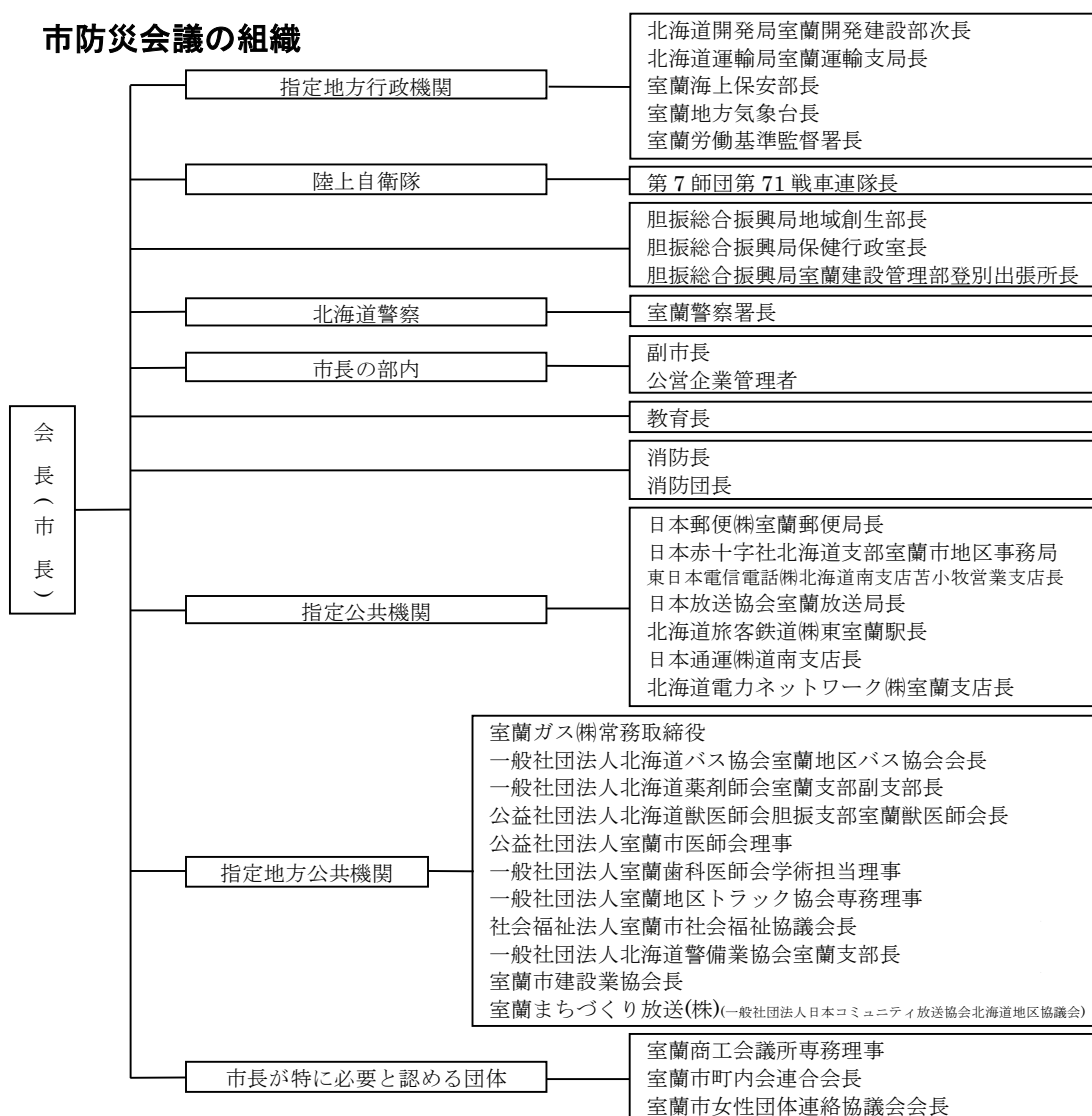 市防災会議の組織
会長(市長)
指定地方行政機関
北海道開発局室蘭開発建設部次長
北海道運輸局室蘭運輸支局長
室蘭海上保安部長
室蘭地方気象台長
室蘭労働基準監督署長
陸上自衛隊
第7師団第71戦車連隊長
胆振総合振興局地域創生部長
胆振総合振興局保健行政室長
胆振総合振興局室蘭建設管理部登別出張所長
北海道警察
室蘭警察署長
市長の部内
副市長
公営企業管理者
教育長
消防長
消防団長
指定公共機関
日本郵便㈱室蘭郵便局長
日本赤十字社北海道支部室蘭市地区事務局
東日本電信電話㈱北海道南支店苫小牧営業支店長
日本放送協会室蘭放送局長
北海道旅客鉄道㈱東室蘭駅長
日本通運㈱道南支店長
北海道電力ネットワーク㈱室蘭支店長
指定地方公共機関
室蘭ガス㈱常務取締役
一般社団法人北海道バス協会室蘭地区バス協会会長
一般社団法人北海道薬剤師会室蘭支部副支部長
公益社団法人北海道獣医師会胆振支部室蘭獣医師会長
公益社団法人室蘭市医師会理事
一般社団法人室蘭歯科医師会学術担当理事
一般社団法人室蘭地区トラック協会専務理事
社会福祉法人室蘭市社会福祉協議会長
一般社団法人北海道警備業協会室蘭支部長
室蘭市建設業協会長
室蘭まちづくり放送(株)(一般社団法人日本コミュニティ放送協会北海道地区協議会)
市長が特に必要と認める団体
室蘭商工会議所専務理事
室蘭市町内会連合会長
室蘭市女性団体連絡協議会会長